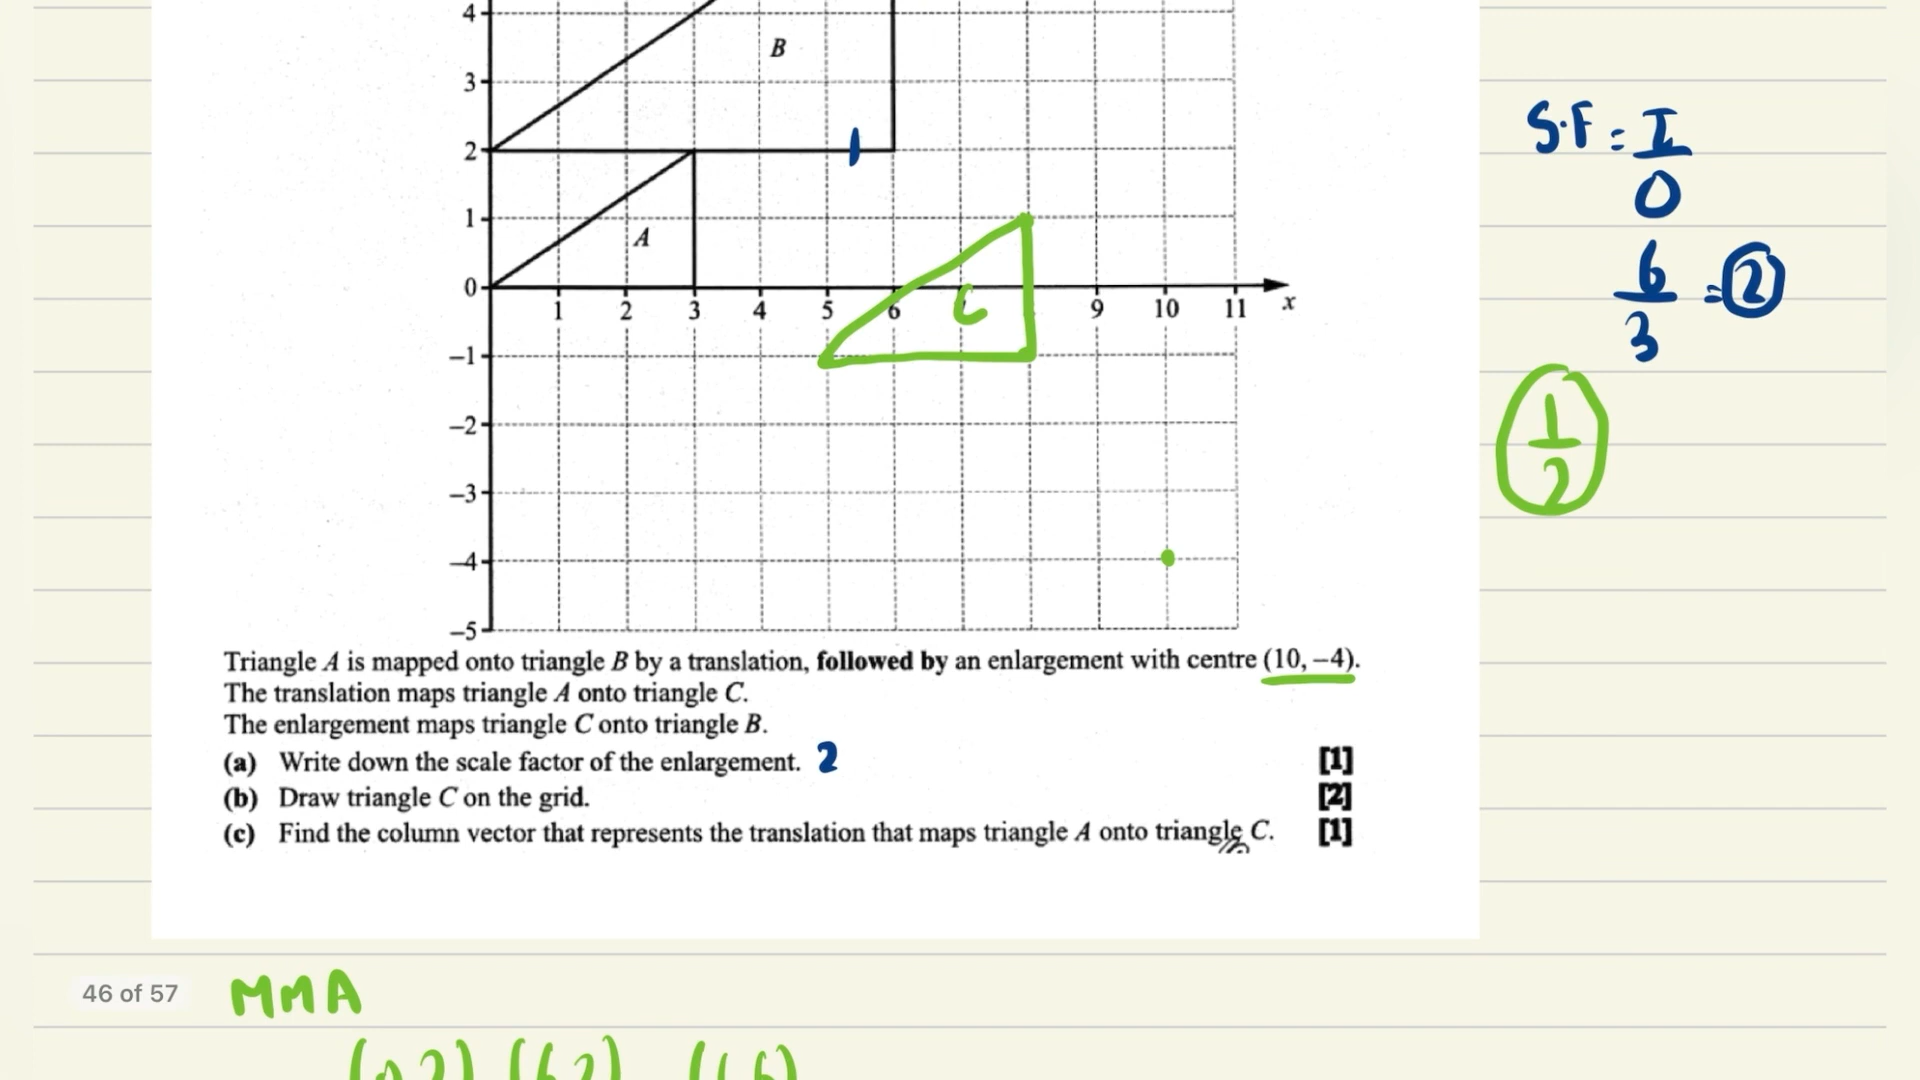 4
B
3
2
1
A
0
1 2 3 4 5 6 C 9 10 11 x
–1
–2
–3
–4
–5
S.F = I
O
6
3
= 2
1
2
Triangle A is mapped onto triangle B by a translation, followed by an enlargement with centre (10, –4).
The translation maps triangle A onto triangle C.
The enlargement maps triangle C onto triangle B.
(a) Write down the scale factor of the enlargement. 2 [1]
(b) Draw triangle C on the grid. [2]
(c) Find the column vector that represents the translation that maps triangle A onto triangle C. [1]
46 of 57 MMA